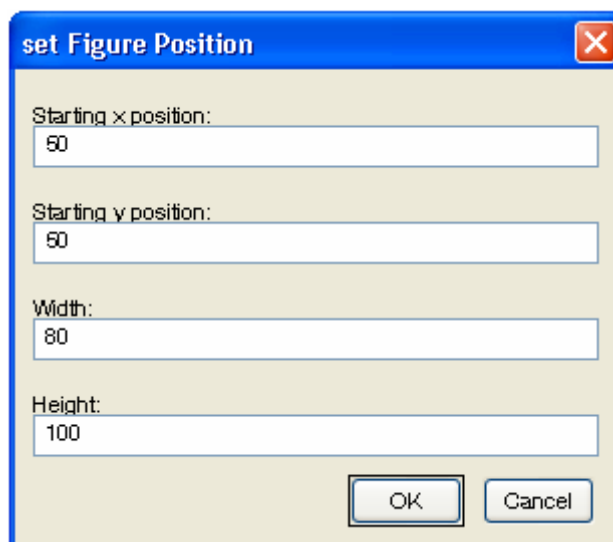 set Figure Position
Starting x position:
50
Starting y position:
50
Width:
80
Height:
100
OK Cancel